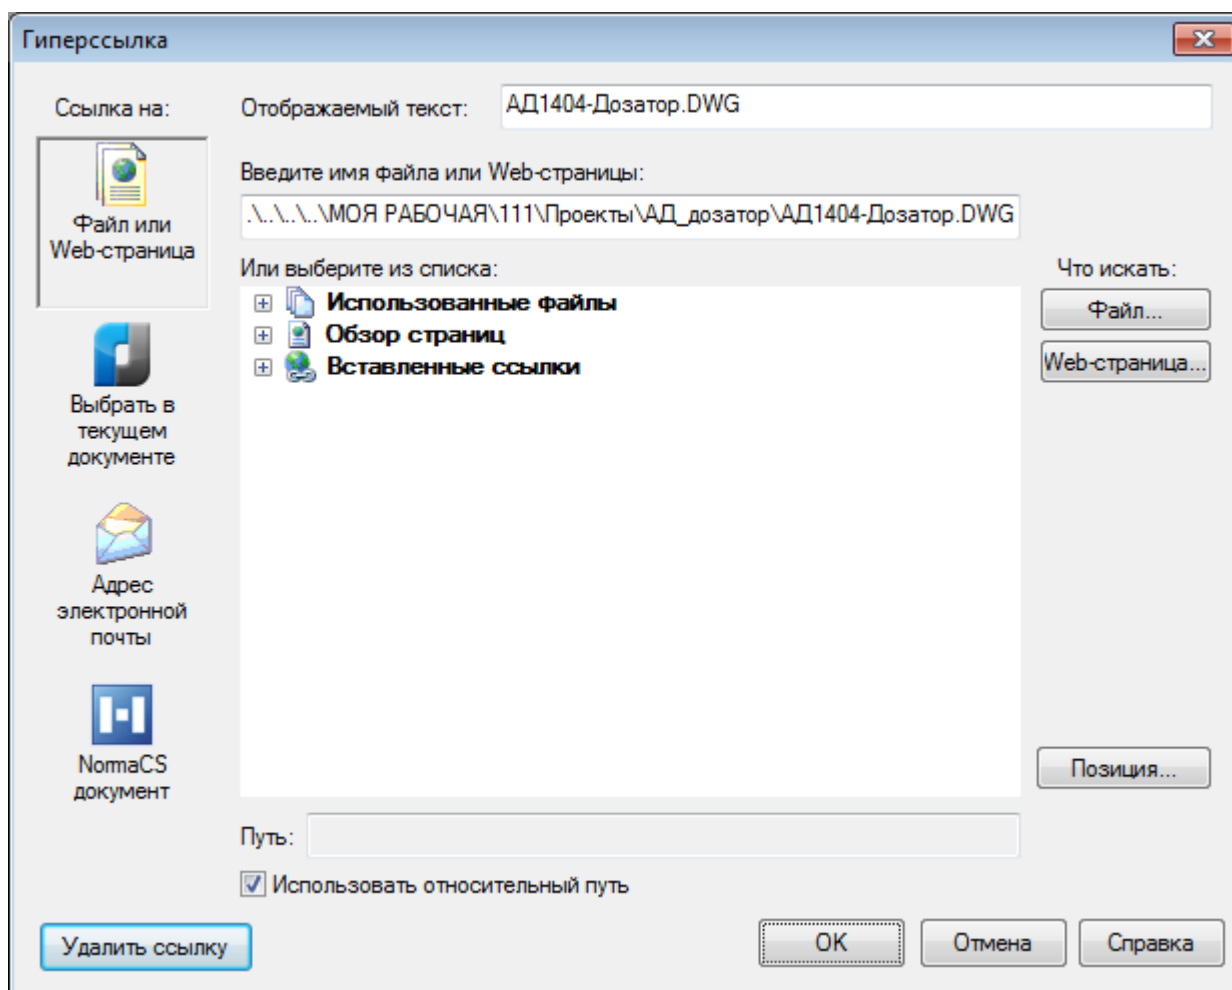 Гиперссылка
Ссылка на:
Отображаемый текст:
АД1404-Дозатор.DWG
Файл или
Web-страница
Введите имя файла или Web-страницы:
.\..\..\..\МОЯ РАБОЧАЯ\111\Проекты\АД_дозатор\АД1404-Дозатор.DWG
Или выберите из списка:
Что искать:
Использованные файлы
Обзор страниц
Вставленные ссылки
Файл...
Web-страница...
Выбрать в
текущем
документе
Адрес
электронной
почты
NormaCS
документ
Позиция...
Путь:
Использовать относительный путь
Удалить ссылку
OK
Отмена
Справка